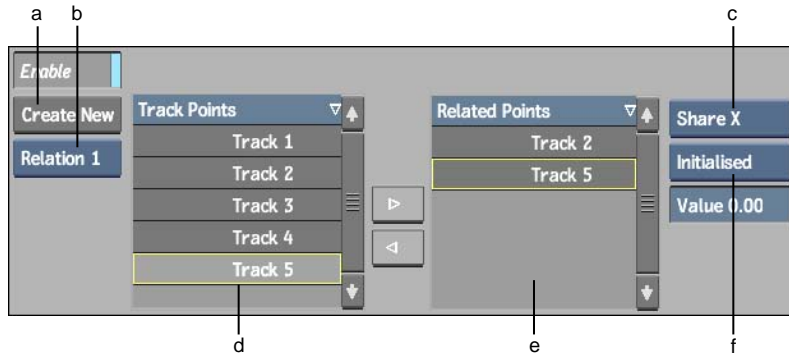 a b c
Enable
Create New
Relation 1
Track Points
Track 1
Track 2
Track 3
Track 4
Track 5
Related Points
Track 2
Track 5
Share X
Initialised
Value 0.00
d e f